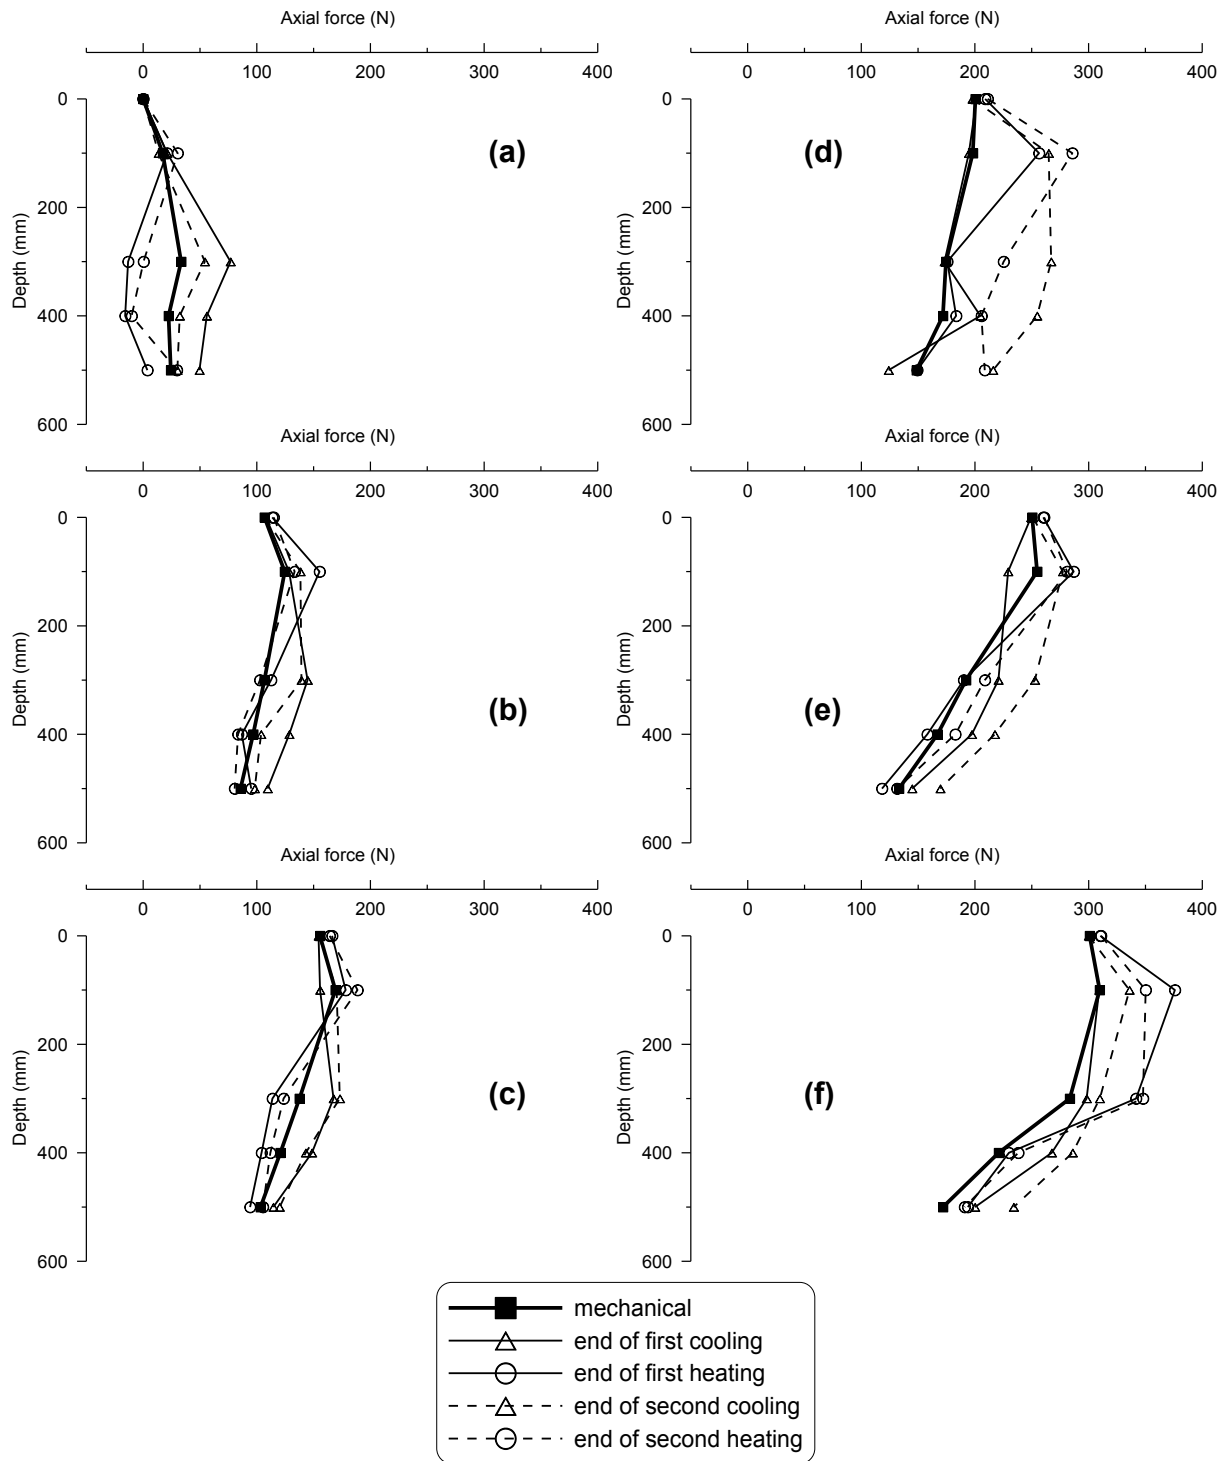 Axial force (N)
0 100 200 300 400
0
200
400
600
Depth (mm)
(a)
Axial force (N)
0 100 200 300 400
0
200
400
600
Depth (mm)
(d)
Axial force (N)
0 100 200 300 400
0
200
400
600
Depth (mm)
(b)
Axial force (N)
0 100 200 300 400
0
200
400
600
Depth (mm)
(e)
Axial force (N)
0 100 200 300 400
0
200
400
600
Depth (mm)
(c)
Axial force (N)
0 100 200 300 400
0
200
400
600
Depth (mm)
(f)
mechanical
end of first cooling
end of first heating
end of second cooling
end of second heating